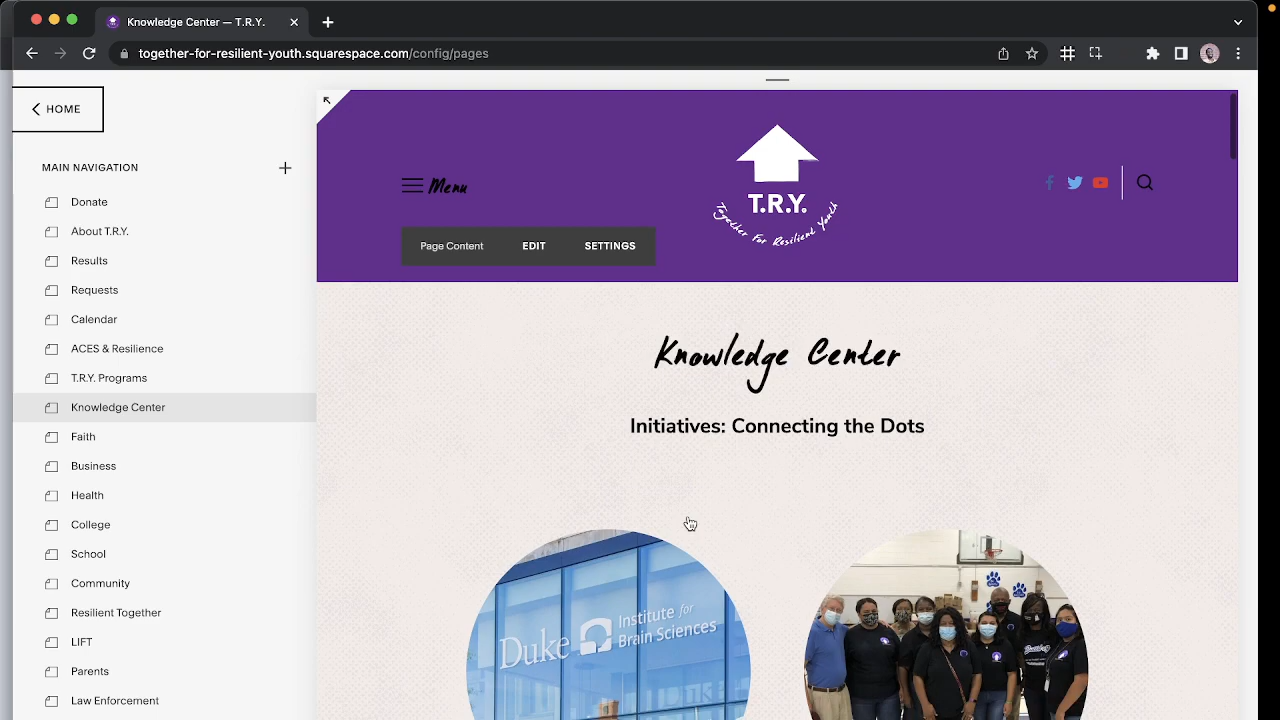 Knowledge Center — T.R.Y.
together-for-resilient-youth.squarespace.com/config/pages
HOME
MAIN NAVIGATION
Donate
About T.R.Y.
Results
Requests
Calendar
ACES & Resilience
T.R.Y. Programs
Knowledge Center
Faith
Business
Health
College
School
Community
Resilient Together
LIFT
Parents
Law Enforcement
Menu
T.R.Y.
Together For Resilient Youth
Page Content EDIT SETTINGS
Knowledge Center
Initiatives: Connecting the Dots
Duke Institute for
Brain Sciences